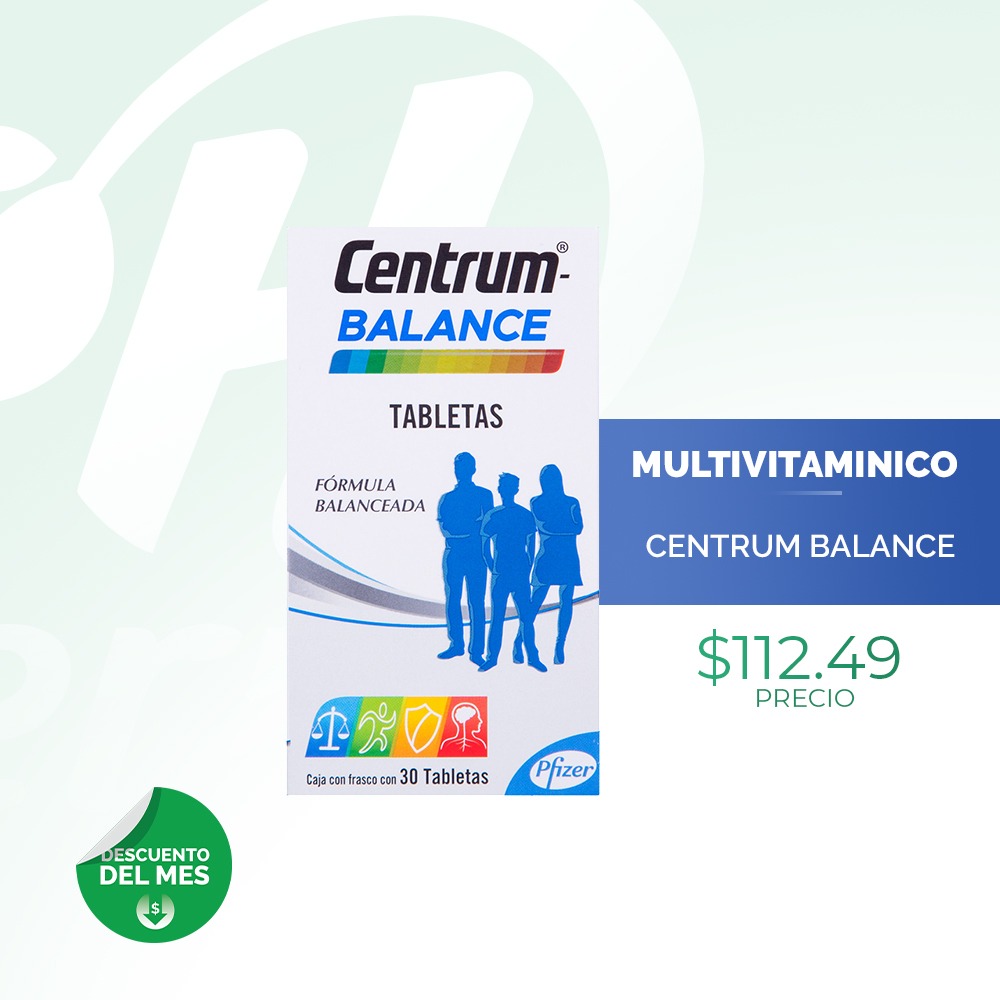 Centrum®-
BALANCE
TABLETAS
FÓRMULA
BALANCEADA
Caja con frasco con 30 Tabletas
Pfizer
MULTIVITAMINICO
CENTRUM BALANCE
$112.49
PRECIO
DESCUENTO
DEL MES
$